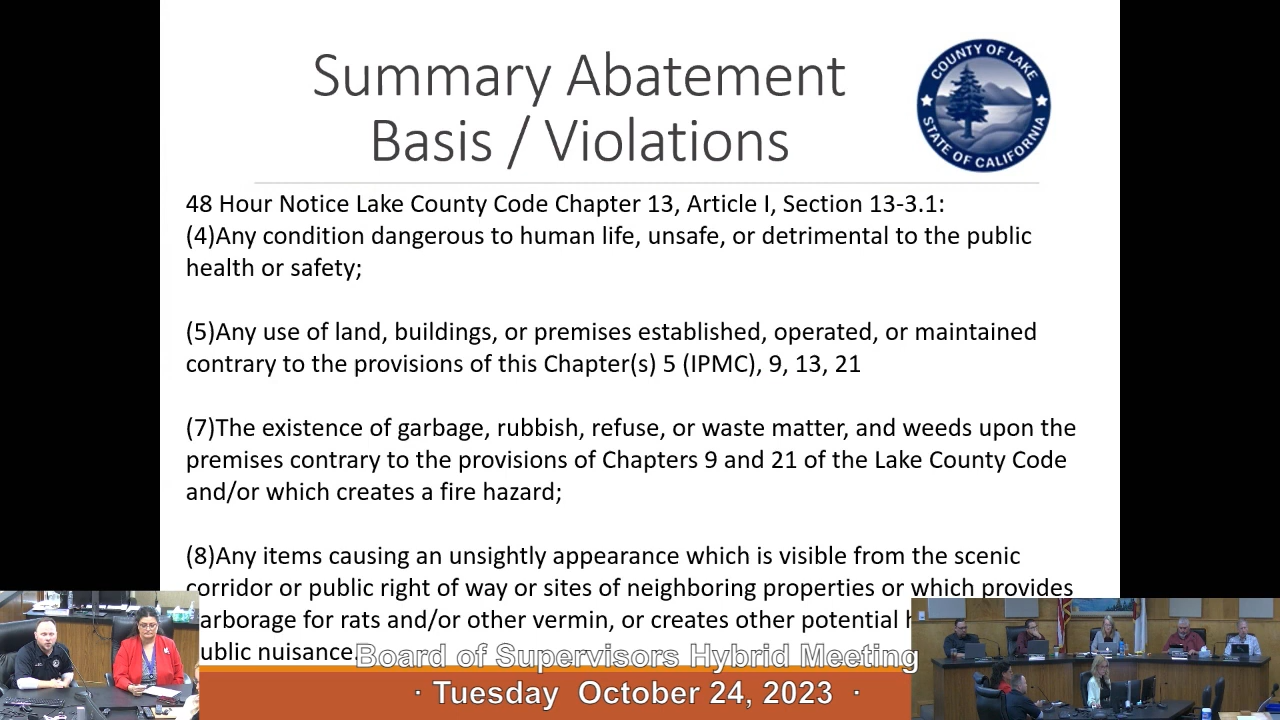 Summary Abatement
Basis / Violations
COUNTY OF LAKE
STATE OF CALIFORNIA
48 Hour Notice Lake County Code Chapter 13, Article I, Section 13-3.1:
(4)Any condition dangerous to human life, unsafe, or detrimental to the public
health or safety;
(5)Any use of land, buildings, or premises established, operated, or maintained
contrary to the provisions of this Chapter(s) 5 (IPMC), 9, 13, 21
(7)The existence of garbage, rubbish, refuse, or waste matter, and weeds upon the
premises contrary to the provisions of Chapters 9 and 21 of the Lake County Code
and/or which creates a fire hazard;
(8)Any items causing an unsightly appearance which is visible from the scenic
corridor or public right of way or sites of neighboring properties or which provides
arborage for rats and/or other vermin, or creates other potential h
ublic nuisance.
Board of Supervisors Hybrid Meeting
· Tuesday October 24, 2023 ·